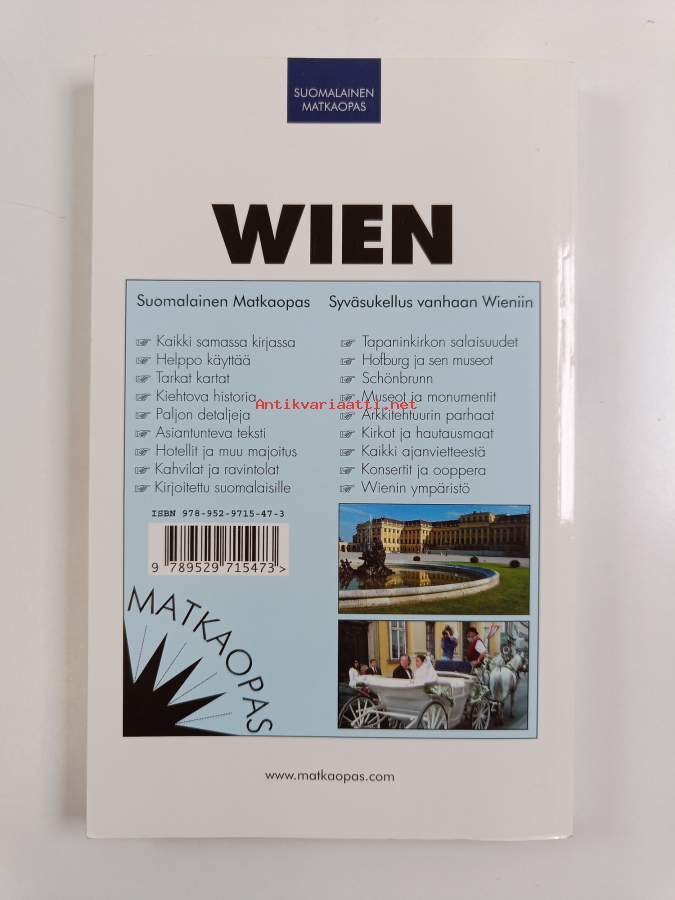 SUOMALAINEN
MATKAOPAS
WIEN
Suomalainen Matkaopas
☞ Kaikki samassa kirjassa
☞ Helppo käyttää
☞ Tarkat kartat
☞ Kiehtova historia
☞ Paljon detaljeja
☞ Asiantunteva teksti
☞ Hotellit ja muu majoitus
☞ Kahvilat ja ravintolat
☞ Kirjoitettu suomalaisille
Syväsukellus vanhaan Wieniin
☞ Tapaninkirkon salaisuudet
☞ Hofburg ja sen museot
☞ Schönbrunn
☞ Museot ja monumentit
☞ Arkkitehtuurin parhaat
☞ Kirkot ja hautausmaat
☞ Kaikki ajanvietteestä
☞ Konsertit ja ooppera
☞ Wienin ympäristö
Antikvariaatti.net
ISBN 978-952-9715-47-3
9 789529 715473 >
MATKAOPAS
www.matkaopas.com